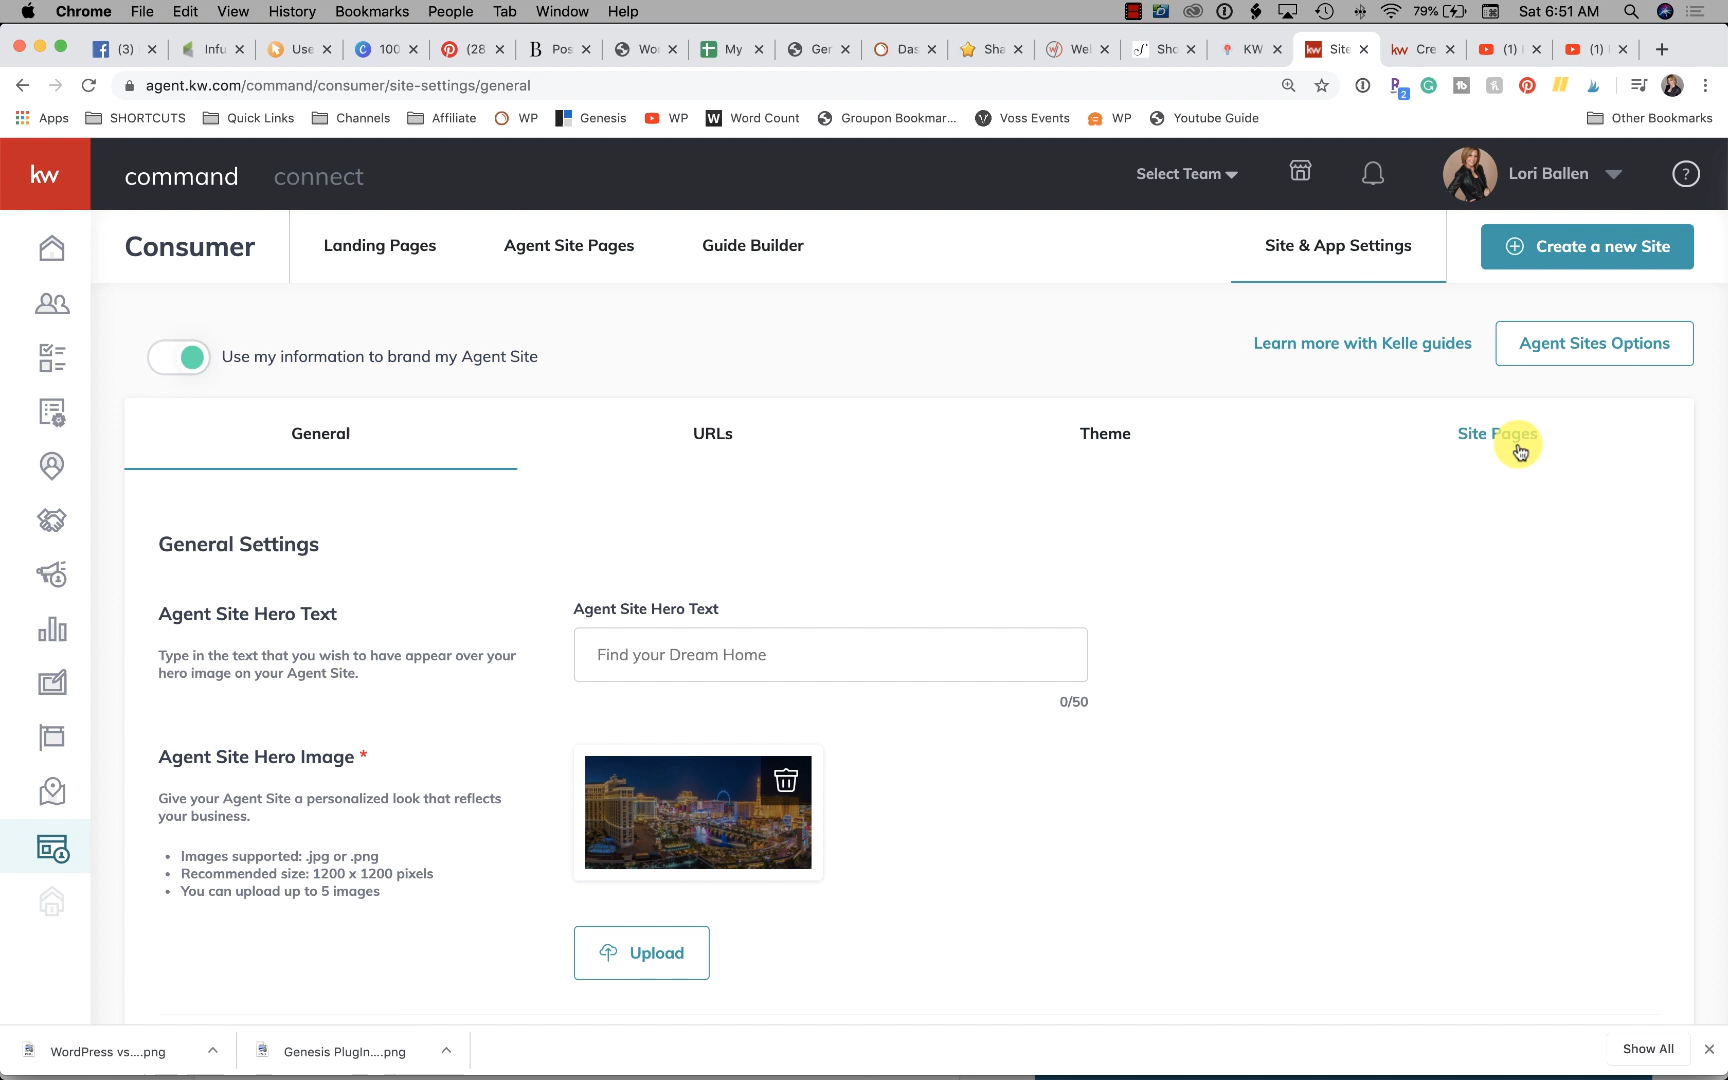 Chrome File Edit View History Bookmarks People Tab Window Help 79% Sat 6:51 AM
(3) Infu Use 100 (28 B Pos Wo My Ger Das Sha Wel Sho KW kw Site kw Cre (1) (1)
agent.kw.com/command/consumer/site-settings/general 2
Apps SHORTCUTS Quick Links Channels Affiliate WP Genesis WP W Word Count Groupon Bookmar... Voss Events WP Youtube Guide Other Bookmarks
kw command connect Select Team Lori Ballen ?
Consumer Landing Pages Agent Site Pages Guide Builder Site & App Settings Create a new Site
Use my information to brand my Agent Site Learn more with Kelle guides Agent Sites Options
General URLs Theme Site Pages
General Settings
Agent Site Hero Text
Type in the text that you wish to have appear over your
hero image on your Agent Site.
Agent Site Hero Text
Find your Dream Home
0/50
Agent Site Hero Image *
Give your Agent Site a personalized look that reflects
your business.
• Images supported: .jpg or .png
• Recommended size: 1200 x 1200 pixels
• You can upload up to 5 images
Upload
WordPress vs....png Genesis PlugIn....png Show All